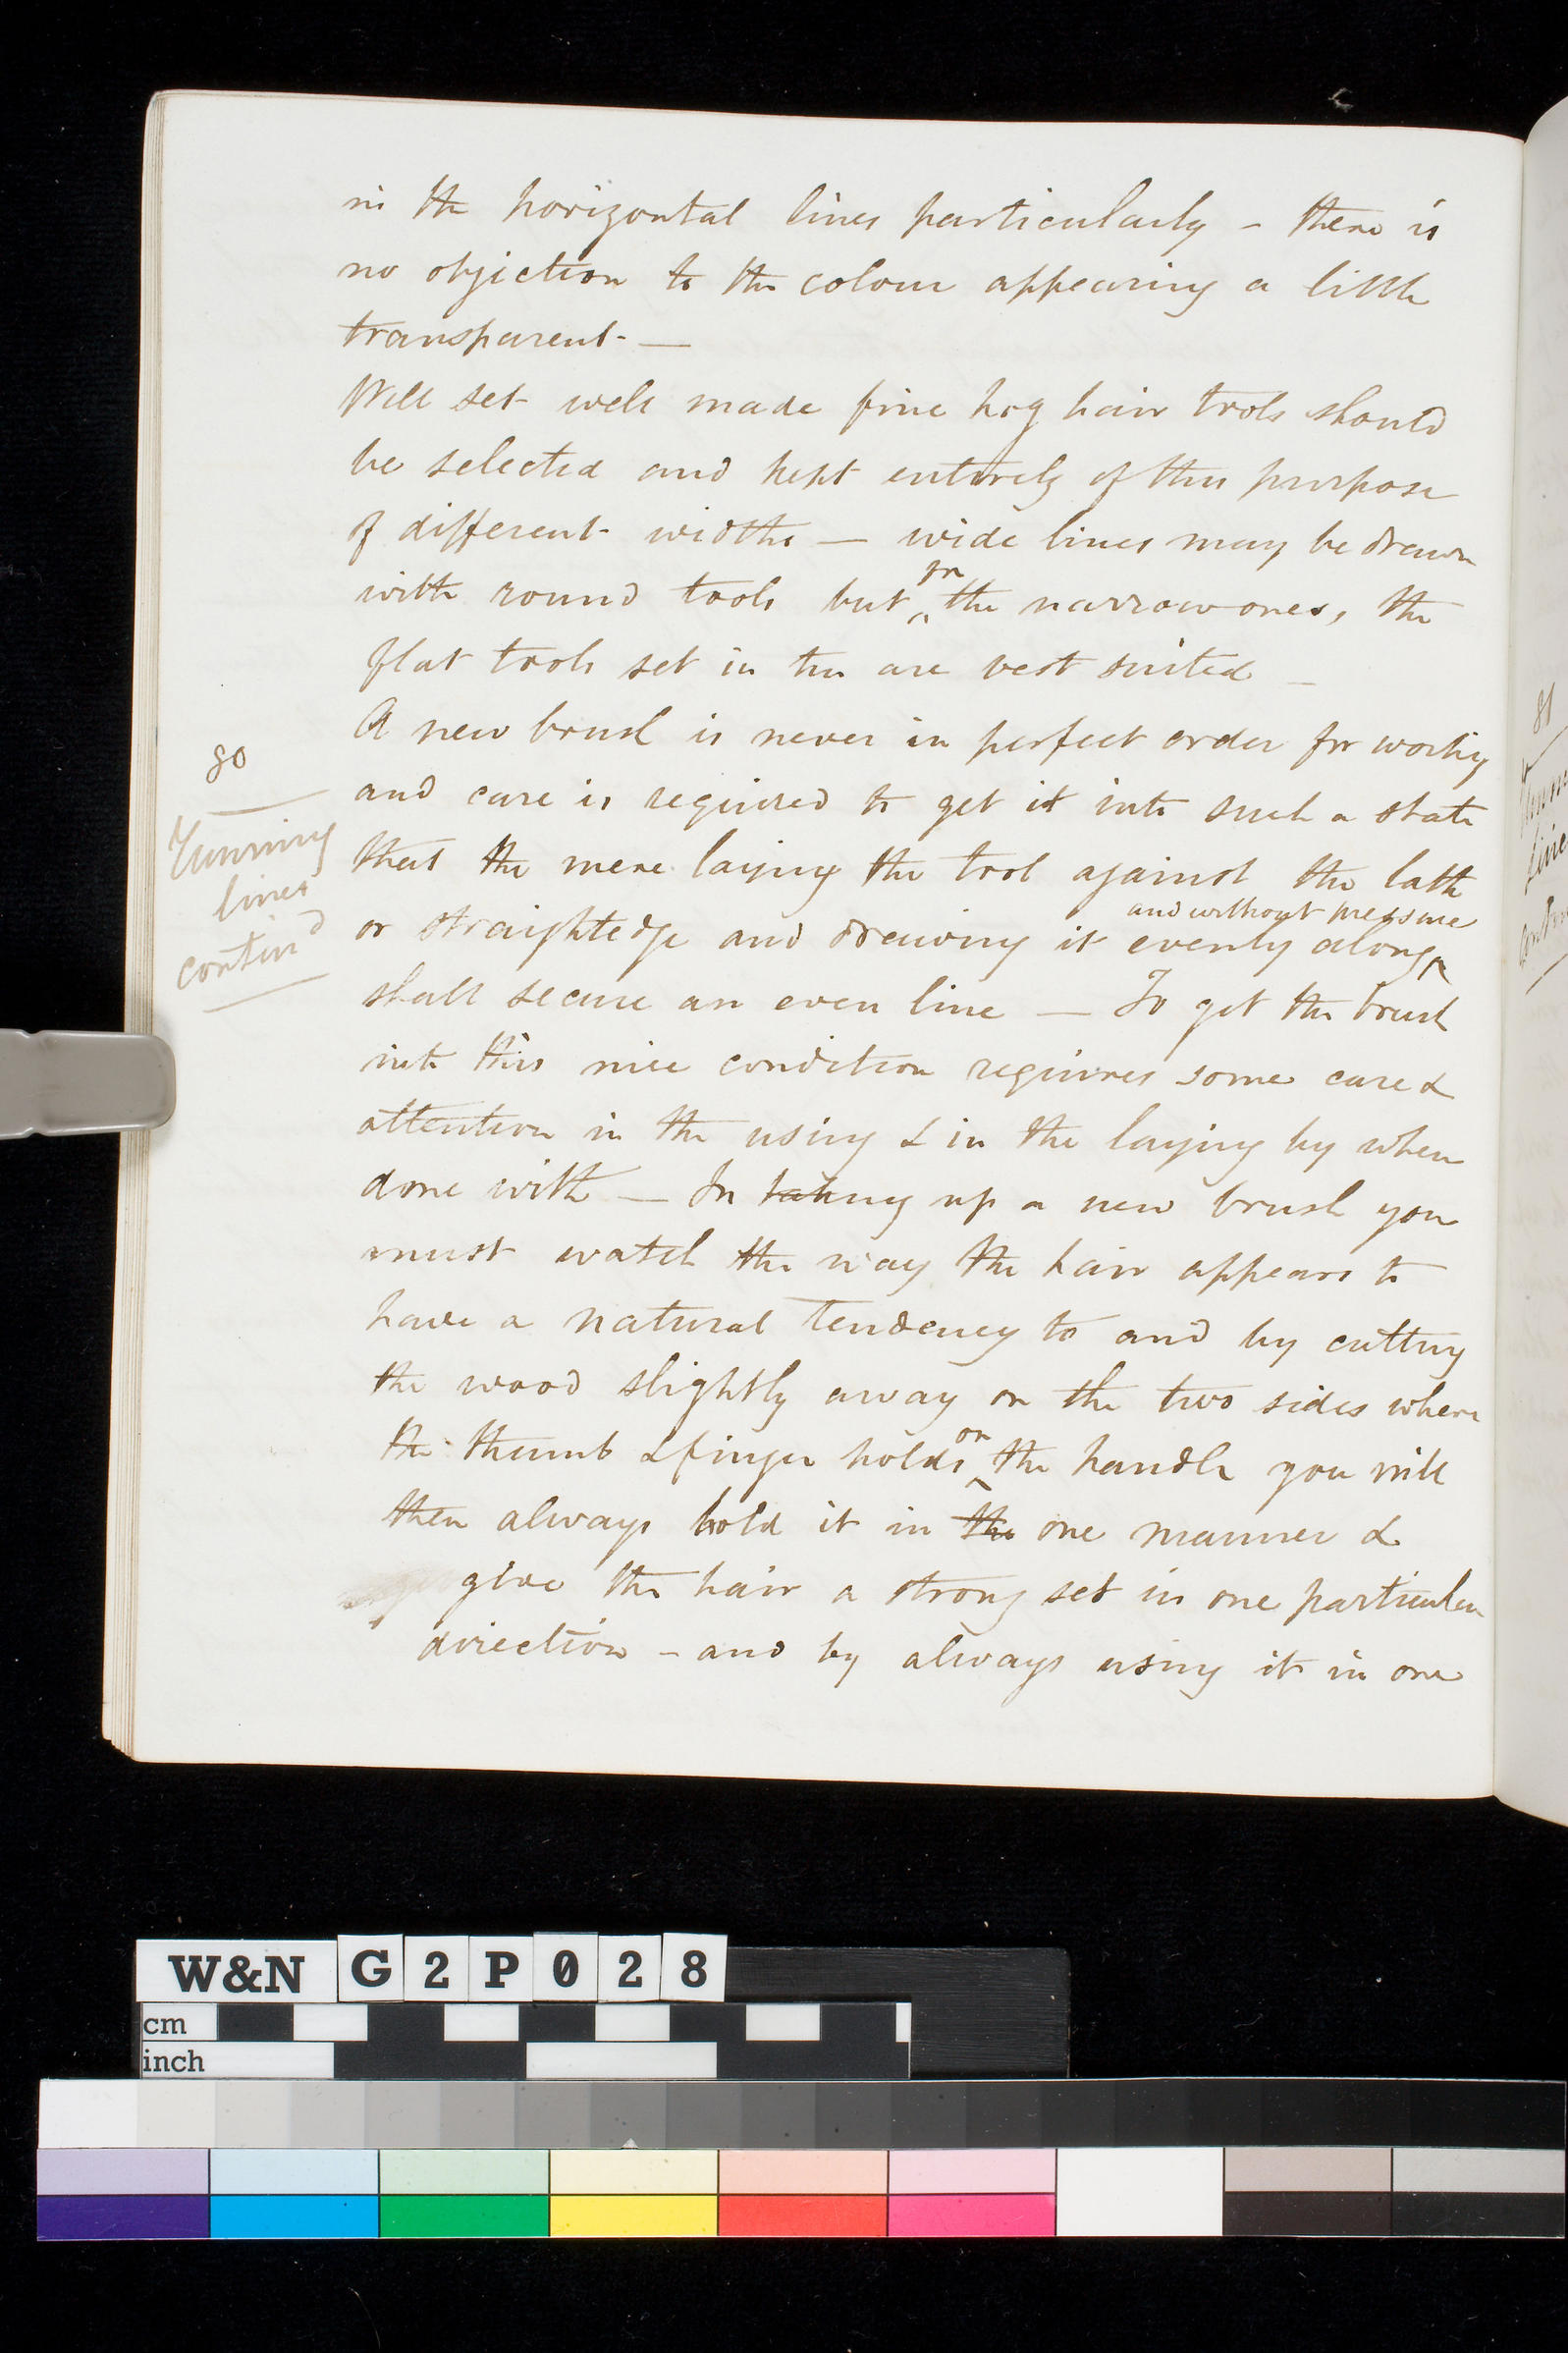 in the horizontal lines particularly – there is
no objection to the colour appearing a little
transparent. —
Well set well made fine hog hair tools should
be selected and kept entirely of this purpose
of different widths — wide lines may be drawn
with round tools but ^for the narrow ones, the
flat tools set in tin are best suited –
A new brush is never in perfect order for working
80
and care is required to get it into such a state
Running
lines
contind
that the mere laying the tool against the lath
or straightedge and drawing it evenly along ^and without pressure
shall secure an even line — To get the brush
into this nice condition requires some care &
attention in the using & in the laying by when
done with — In taking up a new brush you
must watch the way the hair appears to
have a natural tendency to and by cutting
the wood slightly away on the two sides where
the thumb & finger holds ^on the handle you will
then always hold it in the one manner &
give the hair a strong set in one particular
direction – and by always using it in one
81
W&N G2P028
cm
inch